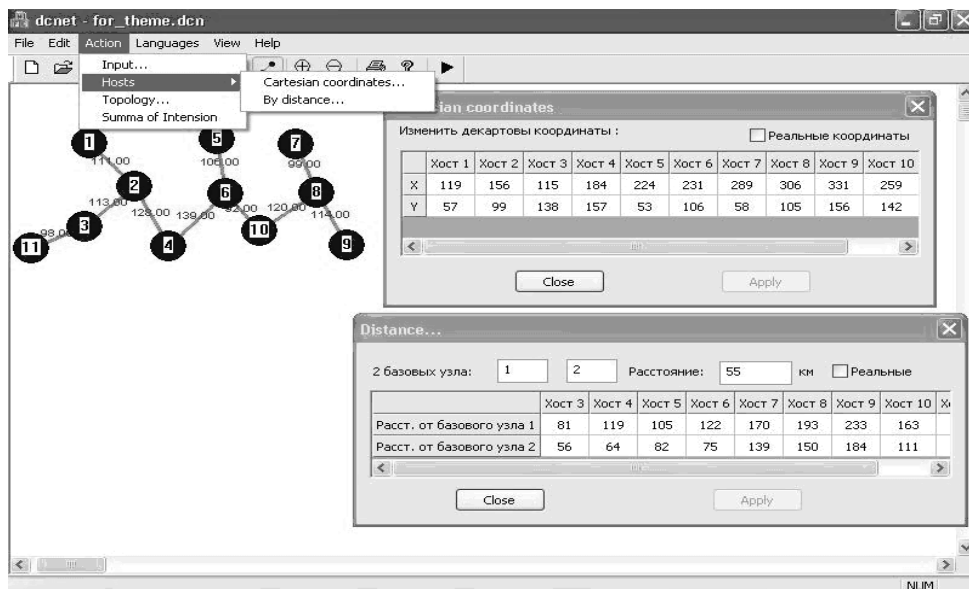 dcnet - for_theme.dcn
File Edit Action Languages View Help
Input...
Hosts
Cartesian coordinates...
Topology...
By distance...
Summa of Intension
1
5
7
111.00
106.00
99.00
2
6
8
113.00
128.00
139.00
92.00
120.00
114.00
3
10
98.00
11
4
9
coordinates
Изменить декартовы координаты :
Реальные координаты
Хост 1 Хост 2 Хост 3 Хост 4 Хост 5 Хост 6 Хост 7 Хост 8 Хост 9 Хост 10
X 119 156 115 184 224 231 289 306 331 259
Y 57 99 138 157 53 106 58 105 156 142
Close Apply
Distance...
2 базовых узла: 1 2 Расстояние: 55 км Реальные
Хост 3 Хост 4 Хост 5 Хост 6 Хост 7 Хост 8 Хост 9 Хост 10
Расст. от базового узла 1 81 119 105 122 170 193 233 163
Расст. от базового узла 2 56 64 82 75 139 150 184 111
Close Apply
NUM